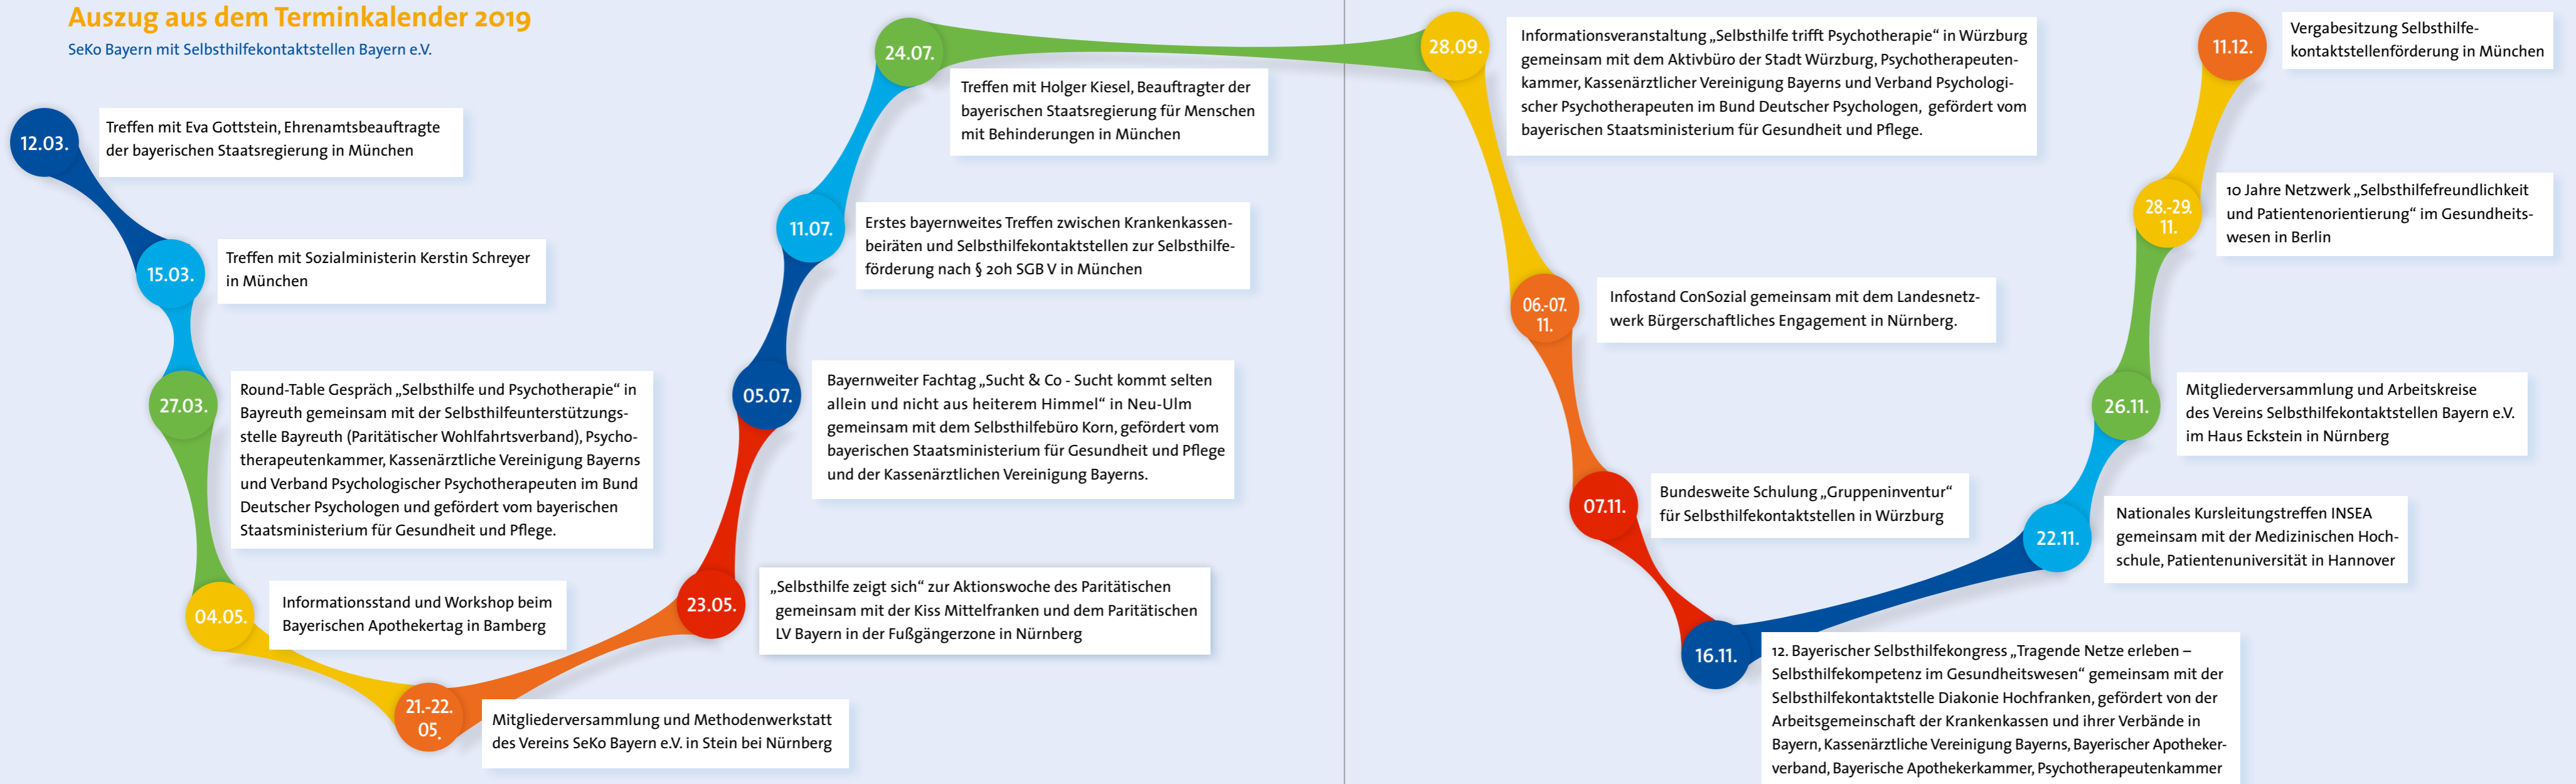 Auszug aus dem Terminkalender 2019
SeKo Bayern mit Selbsthilfekontaktstellen Bayern e.V.
12.03.
Treffen mit Eva Gottstein, Ehrenamtsbeauftragte
der bayerischen Staatsregierung in München
15.03.
Treffen mit Sozialministerin Kerstin Schreyer
in München
27.03.
Round-Table Gespräch „Selbsthilfe und Psychotherapie“ in
Bayreuth gemeinsam mit der Selbsthilfeunterstützungs-
stelle Bayreuth (Paritätischer Wohlfahrtsverband), Psycho-
therapeutenkammer, Kassenärztliche Vereinigung Bayerns
und Verband Psychologischer Psychotherapeuten im Bund
Deutscher Psychologen und gefördert vom bayerischen
Staatsministerium für Gesundheit und Pflege.
04.05.
Informationsstand und Workshop beim
Bayerischen Apothekertag in Bamberg
21.-22.
05.
Mitgliederversammlung und Methodenwerkstatt
des Vereins SeKo Bayern e.V. in Stein bei Nürnberg
23.05.
„Selbsthilfe zeigt sich“ zur Aktionswoche des Paritätischen
gemeinsam mit der Kiss Mittelfranken und dem Paritätischen
LV Bayern in der Fußgängerzone in Nürnberg
05.07.
Bayernweiter Fachtag „Sucht & Co - Sucht kommt selten
allein und nicht aus heiterem Himmel“ in Neu-Ulm
gemeinsam mit dem Selbsthilfebüro Korn, gefördert vom
bayerischen Staatsministerium für Gesundheit und Pflege
und der Kassenärztlichen Vereinigung Bayerns.
11.07.
Erstes bayernweites Treffen zwischen Krankenkassen-
beiräten und Selbsthilfekontaktstellen zur Selbsthilfe-
förderung nach § 20h SGB V in München
24.07.
Treffen mit Holger Kiesel, Beauftragter der
bayerischen Staatsregierung für Menschen
mit Behinderungen in München
28.09.
Informationsveranstaltung „Selbsthilfe trifft Psychotherapie“ in Würzburg
gemeinsam mit dem Aktivbüro der Stadt Würzburg, Psychotherapeuten-
kammer, Kassenärztlicher Vereinigung Bayerns und Verband Psychologi-
scher Psychotherapeuten im Bund Deutscher Psychologen, gefördert vom
bayerischen Staatsministerium für Gesundheit und Pflege.
06.-07.
11.
Infostand ConSozial gemeinsam mit dem Landesnetz-
werk Bürgerschaftliches Engagement in Nürnberg.
07.11.
Bundesweite Schulung „Gruppeninventur“
für Selbsthilfekontaktstellen in Würzburg
16.11.
12. Bayerischer Selbsthilfekongress „Tragende Netze erleben –
Selbsthilfekompetenz im Gesundheitswesen“ gemeinsam mit der
Selbsthilfekontaktstelle Diakonie Hochfranken, gefördert von der
Arbeitsgemeinschaft der Krankenkassen und ihrer Verbände in
Bayern, Kassenärztliche Vereinigung Bayerns, Bayerischer Apotheker-
verband, Bayerische Apothekerkammer, Psychotherapeutenkammer
22.11.
Nationales Kursleitungstreffen INSEA
gemeinsam mit der Medizinischen Hoch-
schule, Patientenuniversität in Hannover
26.11.
Mitgliederversammlung und Arbeitskreise
des Vereins Selbsthilfekontaktstellen Bayern e.V.
im Haus Eckstein in Nürnberg
28.-29.
11.
10 Jahre Netzwerk „Selbsthilfefreundlichkeit
und Patientenorientierung“ im Gesundheits-
wesen in Berlin
11.12.
Vergabesitzung Selbsthilfe-
kontaktstellenförderung in München